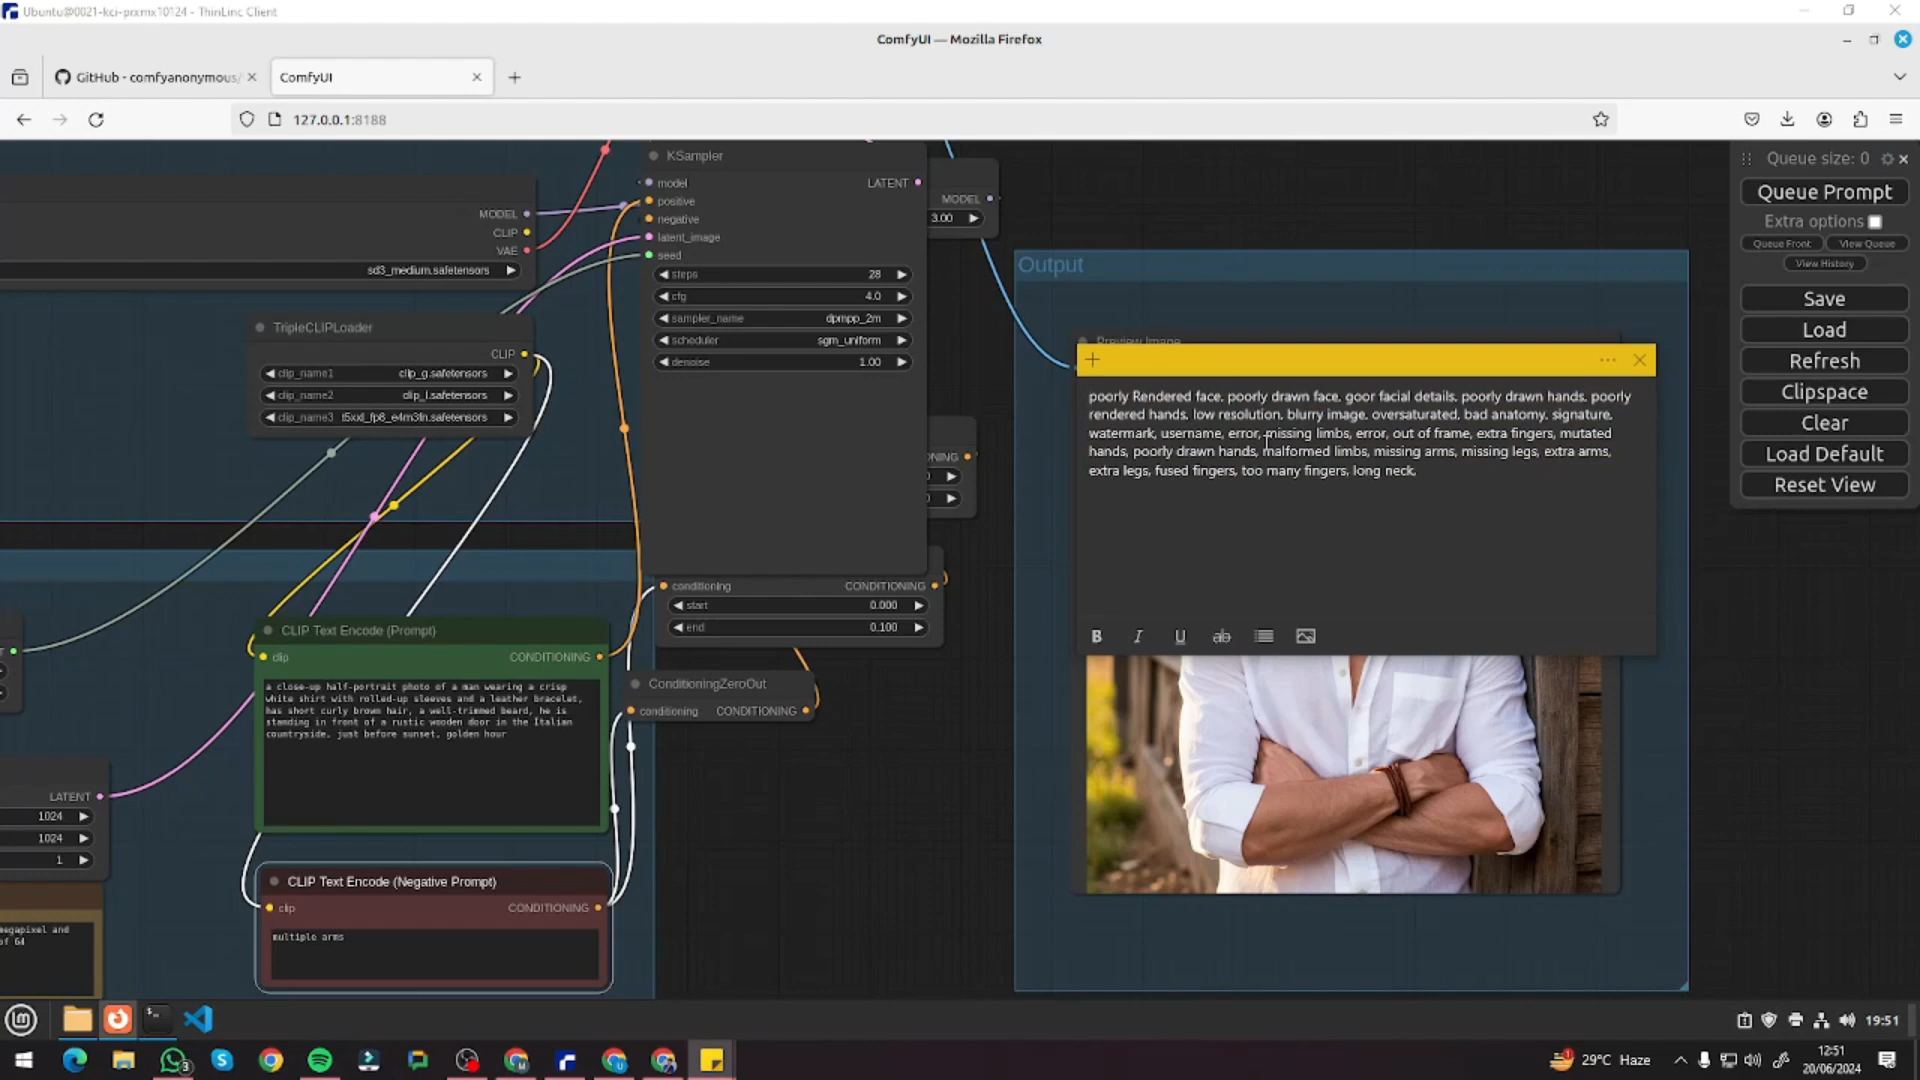 Ubuntu@0021-kci-prxmx10124 - ThinLinc Client
ComfyUI — Mozilla Firefox
GitHub - comfyanonymous/
ComfyUI
127.0.0.1:8188
KSampler
model
LATENT
positive
negative
latent_image
seed
steps
28
cfg
4.0
sampler_name
dpmpp_2m
scheduler
sgm_uniform
denoise
1.00
MODEL
3.00
MODEL
CLIP
VAE
sd3_medium.safetensors
TripleCLIPLoader
CLIP
clip_name1
clip_g.safetensors
clip_name2
clip_l.safetensors
clip_name3
t5xxl_fp8_e4m3fn.safetensors
NING
conditioning
CONDITIONING
start
0.000
end
0.100
ConditioningZeroOut
conditioning
CONDITIONING
CLIP Text Encode (Prompt)
clip
CONDITIONING
a close-up half-portrait photo of a man wearing a crisp
white shirt with rolled-up sleeves and a leather bracelet,
has short curly brown hair, a well-trimmed beard, he is
standing in front of a rustic wooden door in the Italian
countryside, just before sunset, golden hour
LATENT
1024
1024
1
CLIP Text Encode (Negative Prompt)
clip
CONDITIONING
multiple arms
megapixel and
of 64
Output
Preview Image
poorly Rendered face, poorly drawn face, goor facial details, poorly drawn hands, poorly
rendered hands, low resolution, blurry image, oversaturated, bad anatomy, signature,
watermark, username, error, missing limbs, error, out of frame, extra fingers, mutated
hands, poorly drawn hands, malformed limbs, missing arms, missing legs, extra arms,
extra legs, fused fingers, too many fingers, long neck,
B
I
U
ab
Queue size: 0
Queue Prompt
Extra options
Queue Front
View Queue
View History
Save
Load
Refresh
Clipspace
Clear
Load Default
Reset View
19:51
29°C Haze
12:51
20/06/2024